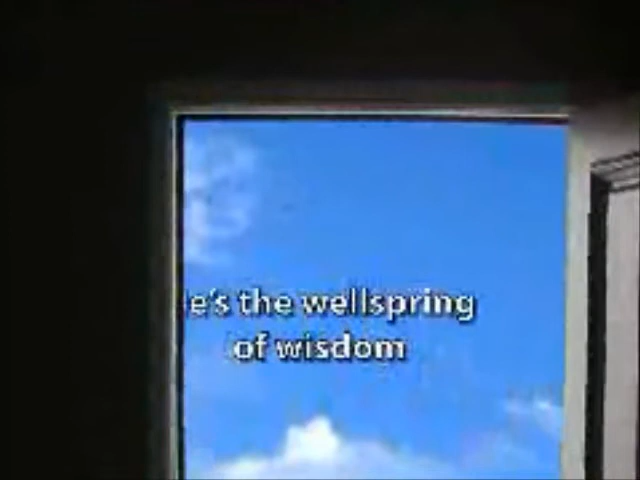 e's the wellspring
of wisdom